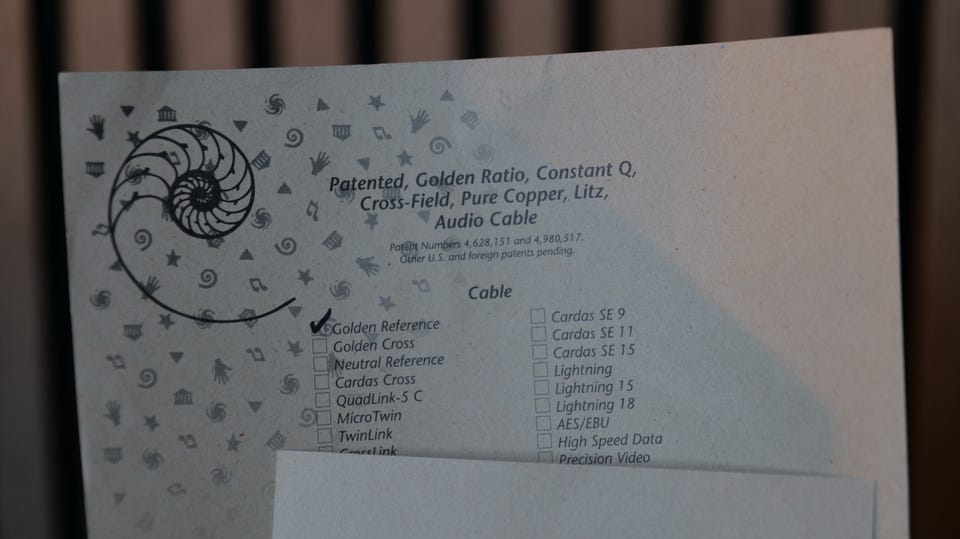 Patented, Golden Ratio, Constant Q,
Cross-Field, Pure Copper, Litz,
Audio Cable
Patent Numbers 4,628,151 and 4,980,517.
Other U.S. and foreign patents pending.
Cable
Golden Reference
Golden Cross
Neutral Reference
Cardas Cross
QuadLink-5 C
MicroTwin
TwinLink
CrossLink
Cardas SE 9
Cardas SE 11
Cardas SE 15
Lightning
Lightning 15
Lightning 18
AES/EBU
High Speed Data
Precision Video